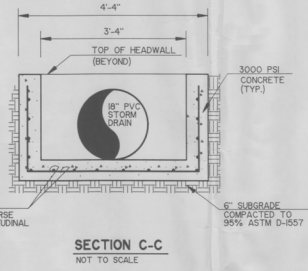 4'-4"
3'-4"
TOP OF HEADWALL
(BEYOND)
3000 PSI
CONCRETE
(TYP.)
18" PVC
STORM
DRAIN
RSE
UDINAL
6" SUBGRADE
COMPACTED TO
95% ASTM D-1557
SECTION C-C
NOT TO SCALE